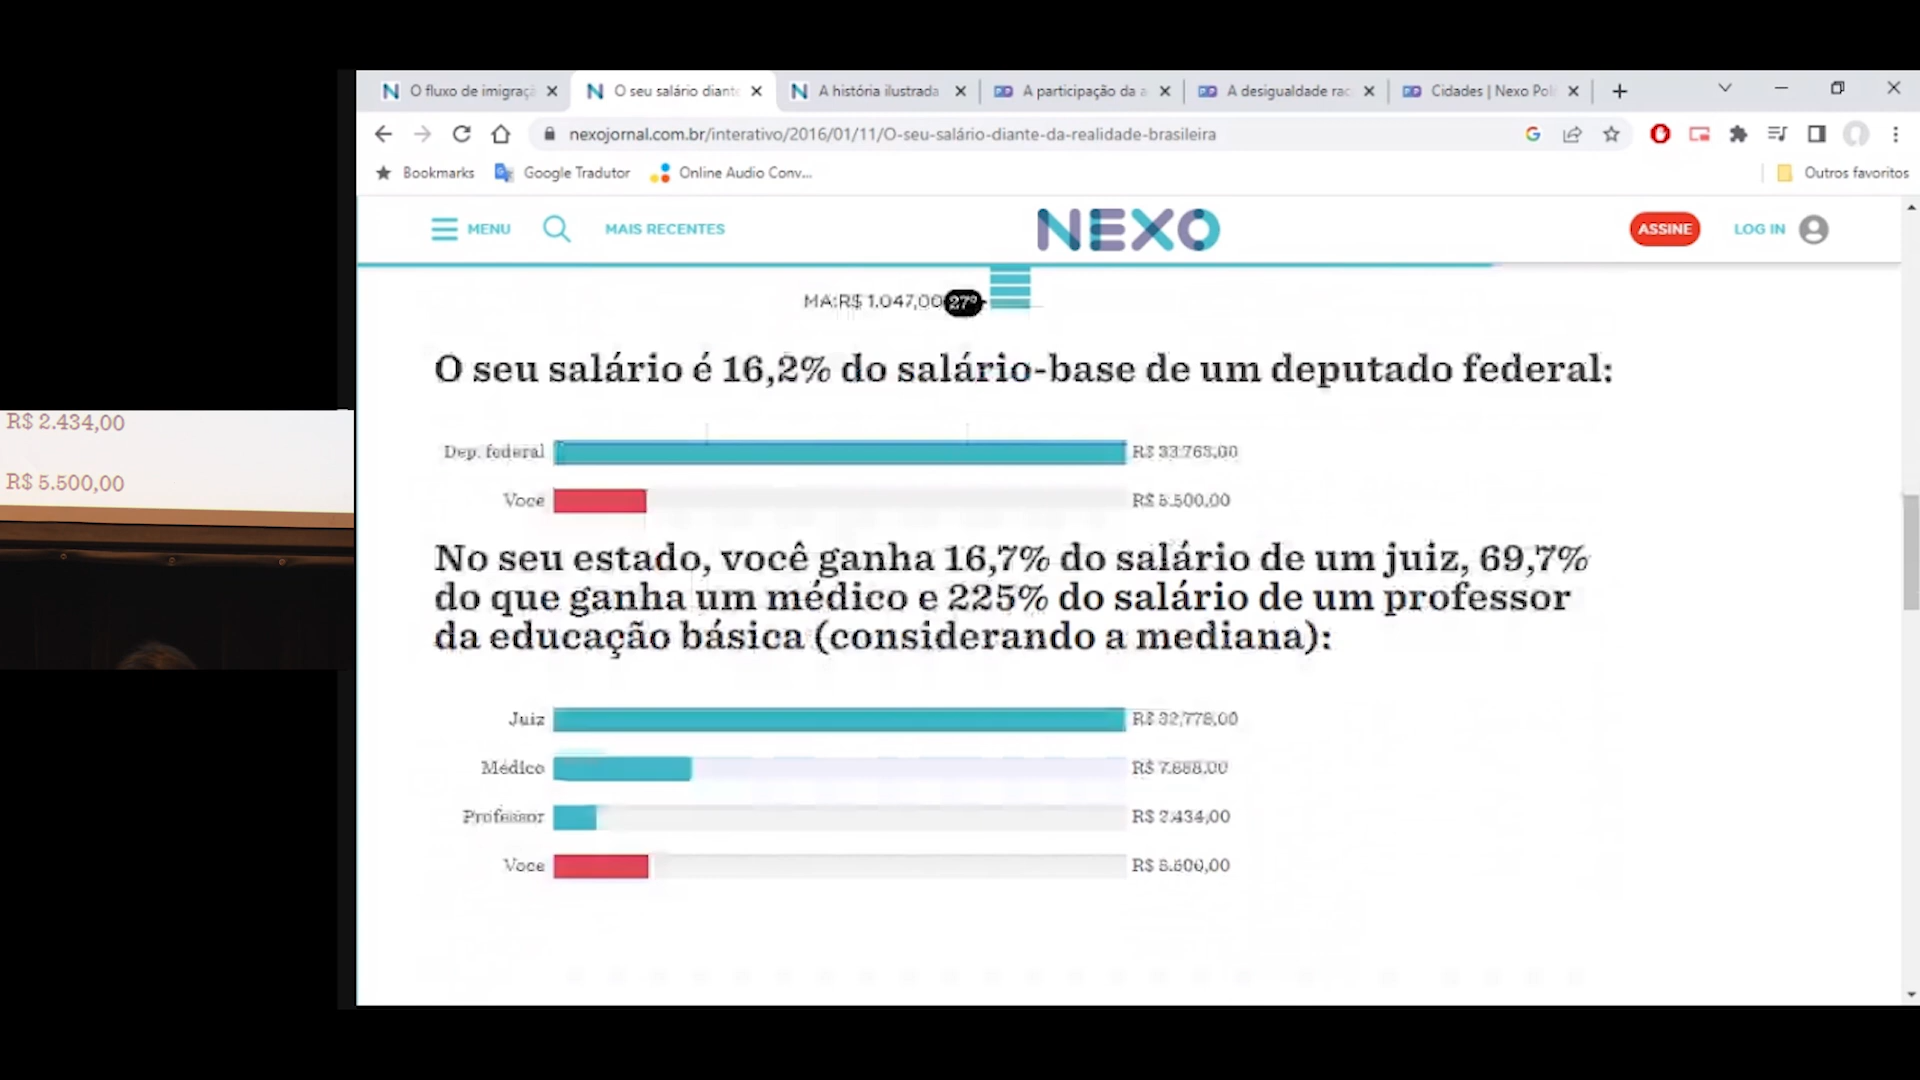 O fluxo de imigraçã
O seu salário diant
A história ilustrada
A participação da a
A desigualdade rac
Cidades | Nexo Pol
nexojornal.com.br/interativo/2016/01/11/O-seu-salário-diante-da-realidade-brasileira
Bookmarks
Google Tradutor
Online Audio Conv...
Outros favoritos
MENU
MAIS RECENTES
NEXO
ASSINE
LOG IN
MA:R$ 1.047,00 27º
O seu salário é 16,2% do salário-base de um deputado federal:
Dep. federal R$ 33.763,00
Voce R$ 5.500,00
No seu estado, você ganha 16,7% do salário de um juiz, 69,7%
do que ganha um médico e 225% do salário de um professor
da educação básica (considerando a mediana):
Juiz R$ 32.778,00
Médico
Professor R$ 2.434,00
Voce R$ 5.500,00
R$ 2.434,00
R$ 5.500,00